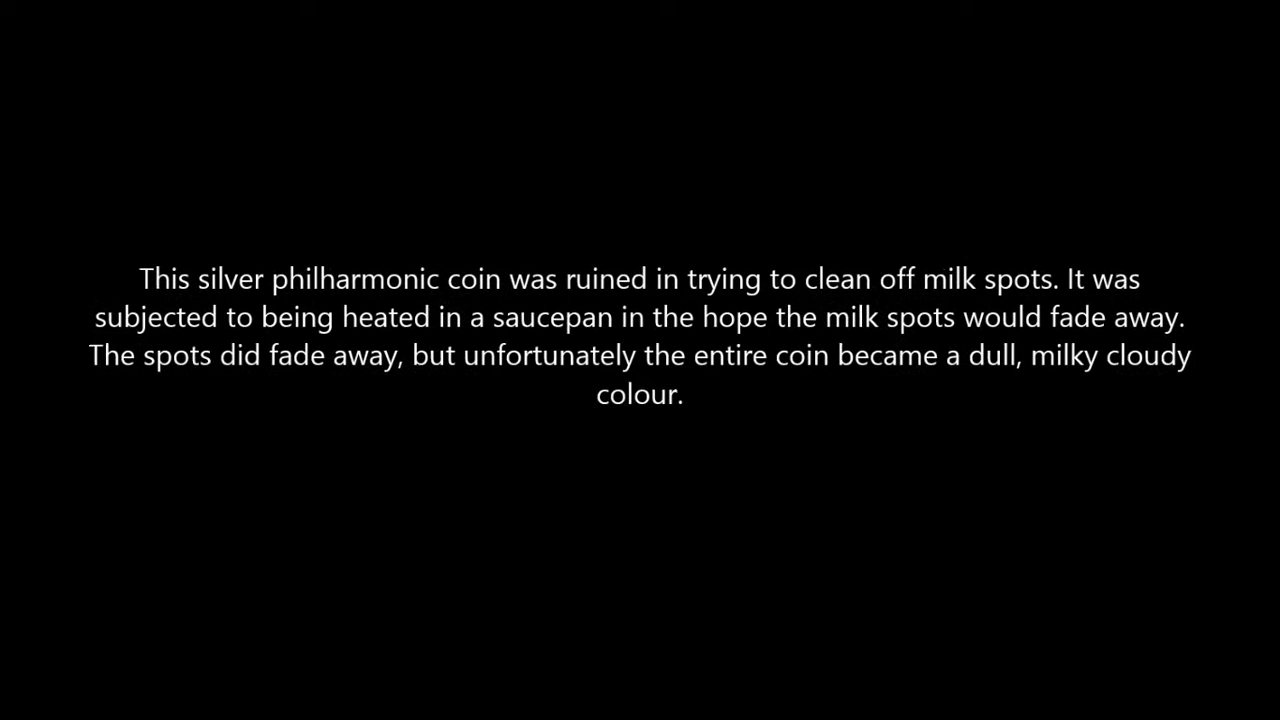 This silver philharmonic coin was ruined in trying to clean off milk spots. It was
subjected to being heated in a saucepan in the hope the milk spots would fade away.
The spots did fade away, but unfortunately the entire coin became a dull, milky cloudy
colour.